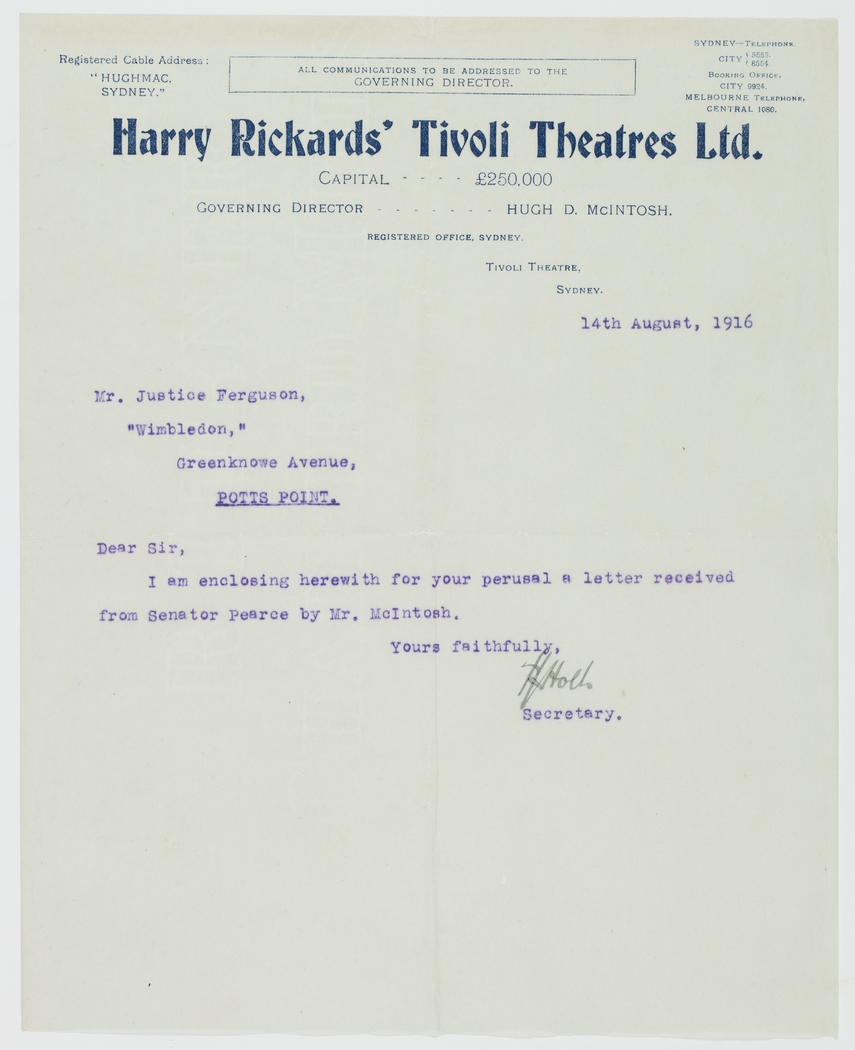 Registered Cable Address:
"HUGHMAC,
SYDNEY."
ALL COMMUNICATIONS TO BE ADDRESSED TO THE
GOVERNING DIRECTOR.
SYDNEY—TELEPHONE.
CITY
8554.
BOOKING OFFICE,
CITY 9924.
MELBOURNE TELEPHONE,
CENTRAL 1080.
Harry Rickards' Tivoli Theatres Ltd.
CAPITAL - - - - £250,000
GOVERNING DIRECTOR - - - - - - - HUGH D. McINTOSH.
REGISTERED OFFICE, SYDNEY.
TIVOLI THEATRE,
SYDNEY.
14th August, 1916
Mr. Justice Ferguson,
"Wimbledon,"
Greenknowe Avenue,
POTTS POINT.
Dear Sir,
I am enclosing herewith for your perusal a letter received
from Senator Pearce by Mr. McIntosh.
Yours faithfully,
Secretary.